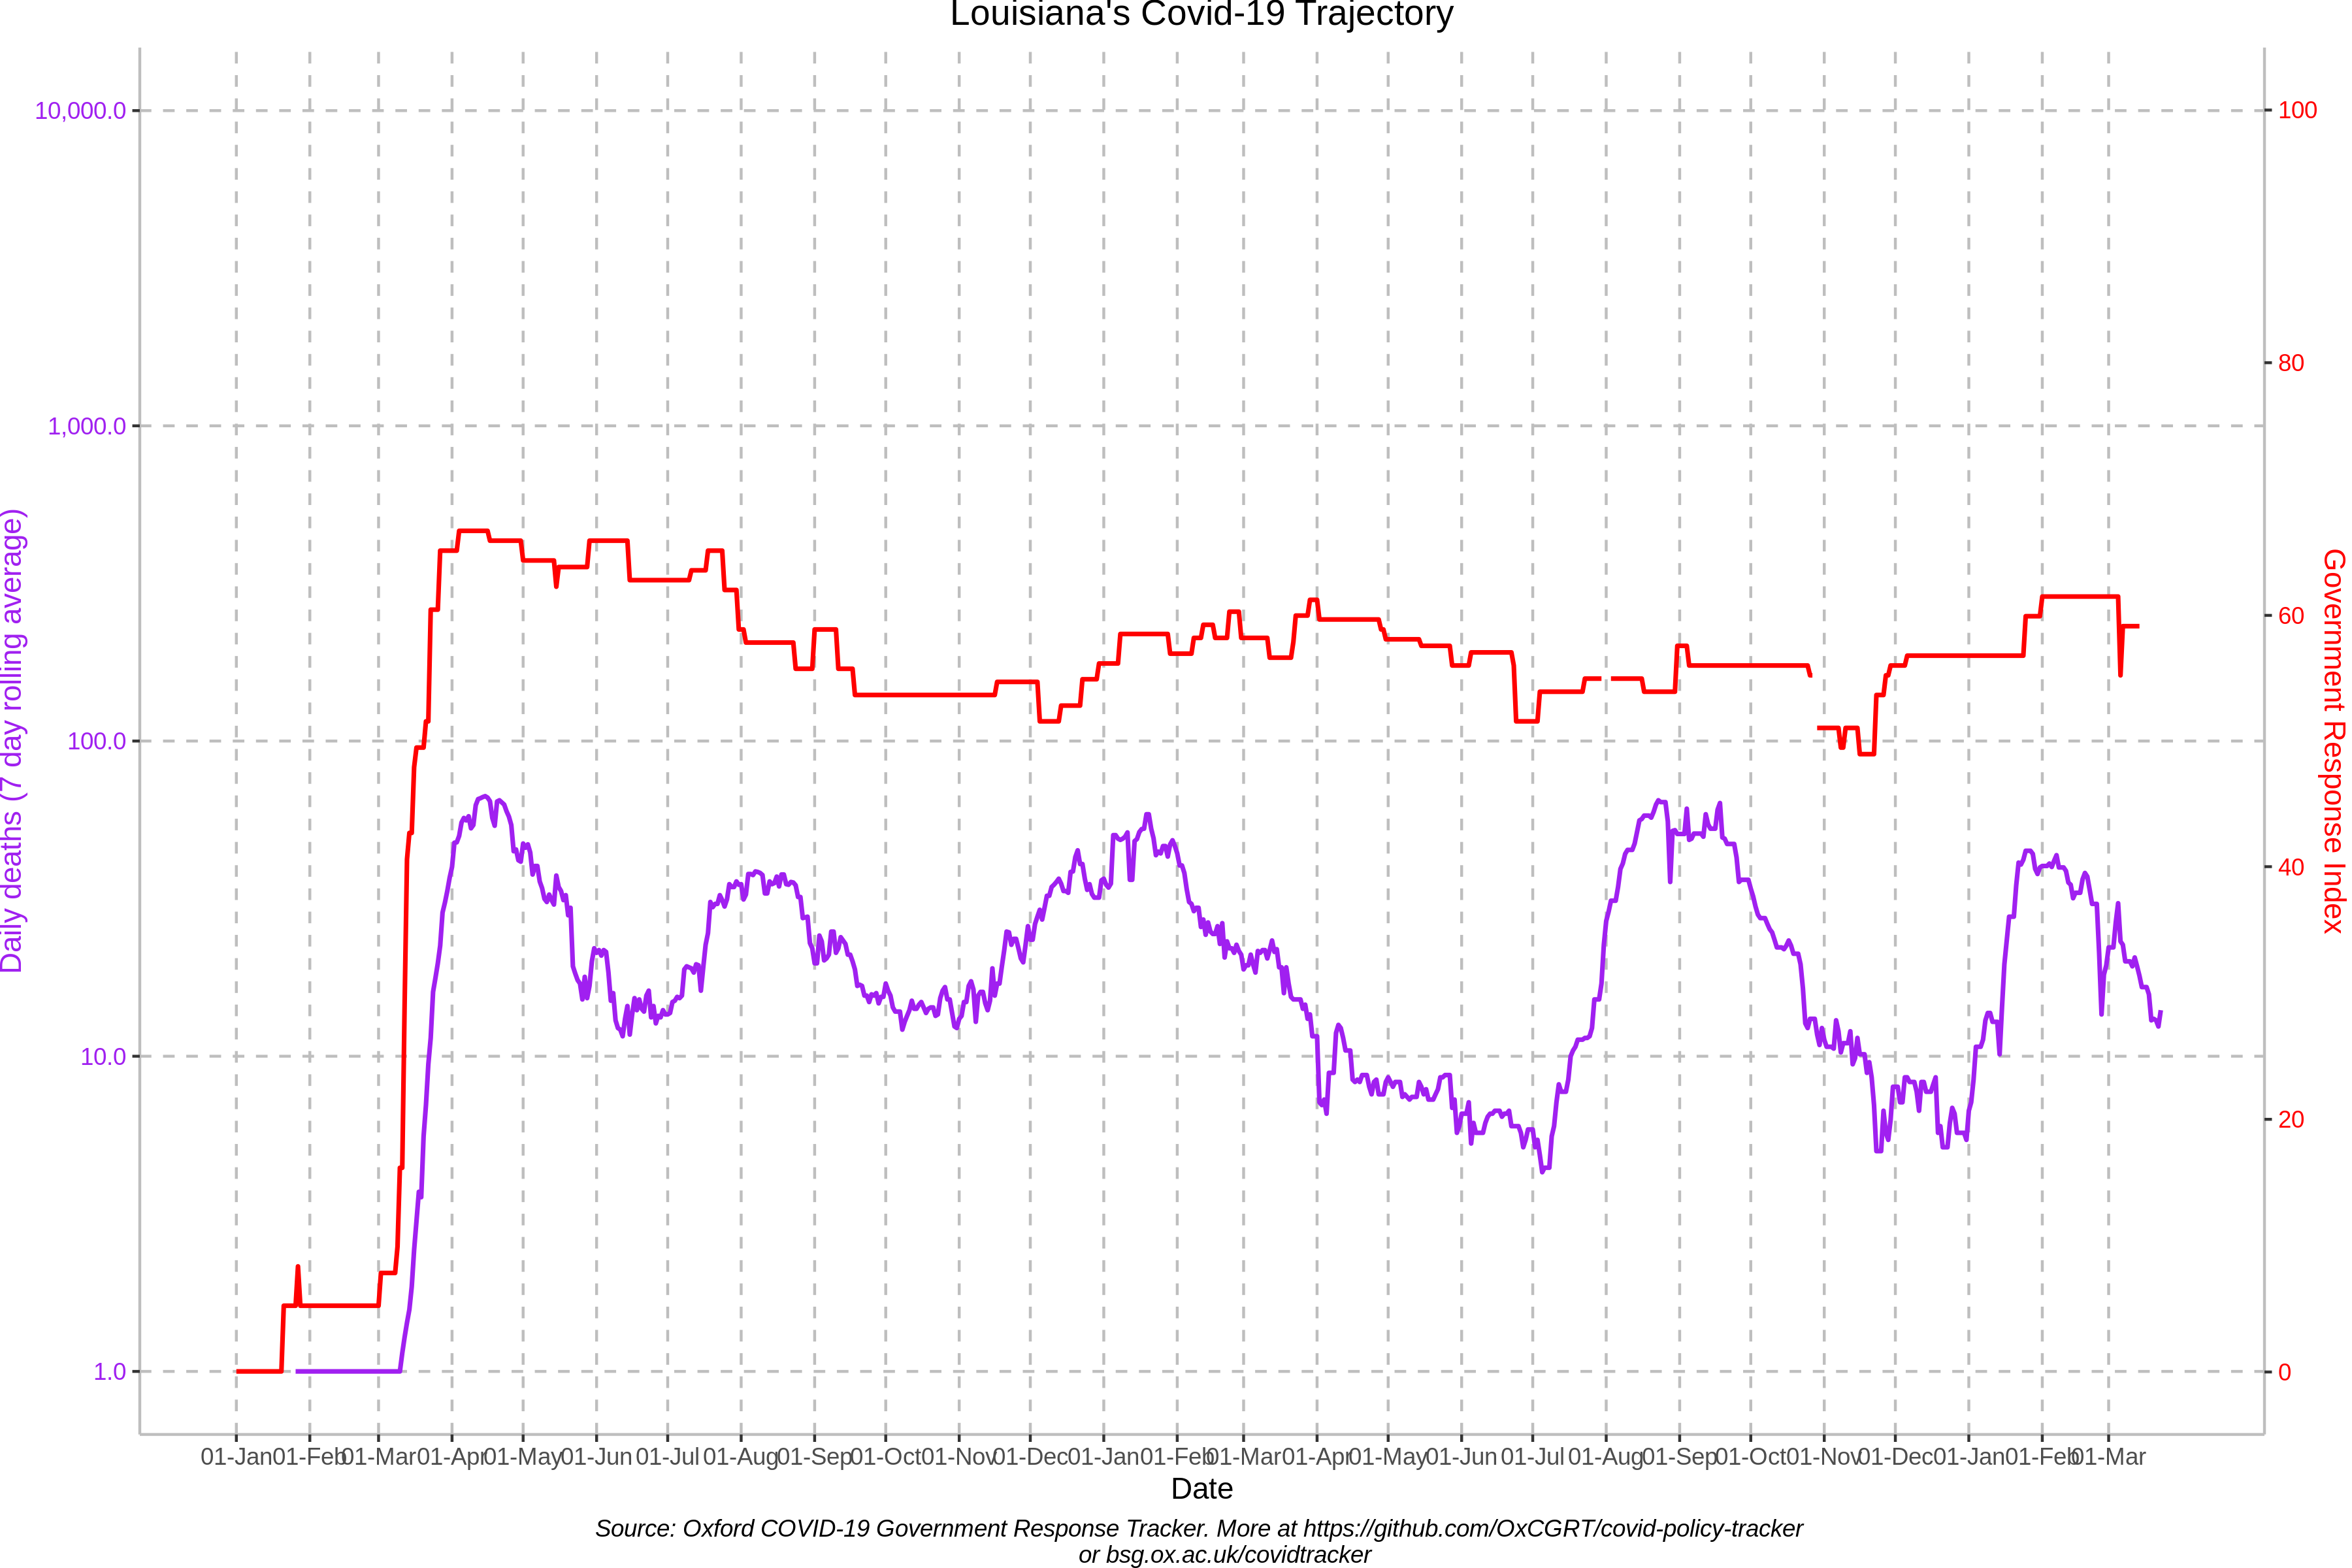 Louisiana's Covid-19 Trajectory
10,000.0
1,000.0
100.0
10.0
1.0
Daily deaths (7 day rolling average)
100
80
60
40
20
0
Government Response Index
01-Jan 01-Feb 01-Mar 01-Apr 01-May 01-Jun 01-Jul 01-Aug 01-Sep 01-Oct 01-Nov 01-Dec 01-Jan 01-Feb 01-Mar 01-Apr 01-May 01-Jun 01-Jul 01-Aug 01-Sep 01-Oct 01-Nov 01-Dec 01-Jan 01-Feb 01-Mar
Date
Source: Oxford COVID-19 Government Response Tracker. More at https://github.com/OxCGRT/covid-policy-tracker
or bsg.ox.ac.uk/covidtracker